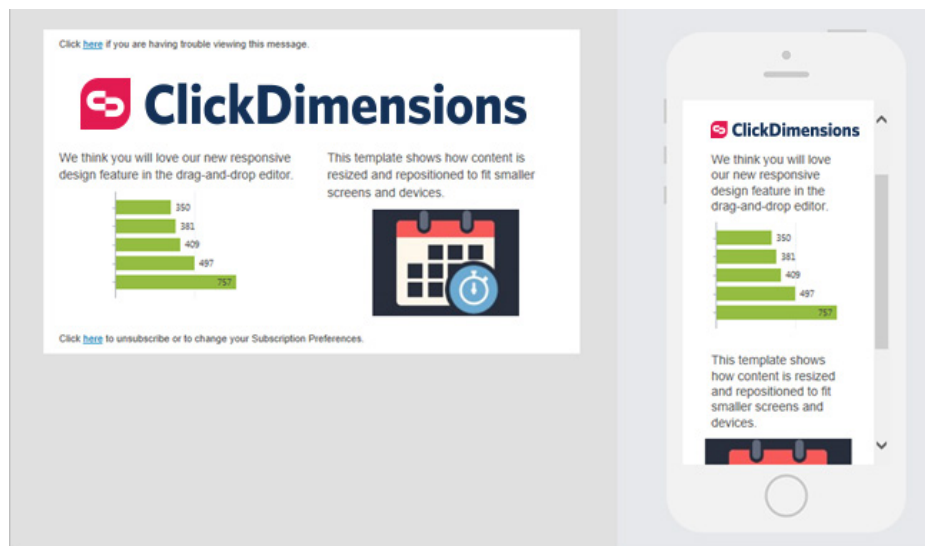 Click here if you are having trouble viewing this message.
ClickDimensions
We think you will love our new responsive
design feature in the drag-and-drop editor.
350
381
409
497
757
This template shows how content is
resized and repositioned to fit smaller
screens and devices.
Click here to unsubscribe or to change your Subscription Preferences.
ClickDimensions
We think you will love
our new responsive
design feature in the
drag-and-drop editor.
350
381
409
497
757
This template shows
how content is resized
and repositioned to fit
smaller screens and
devices.